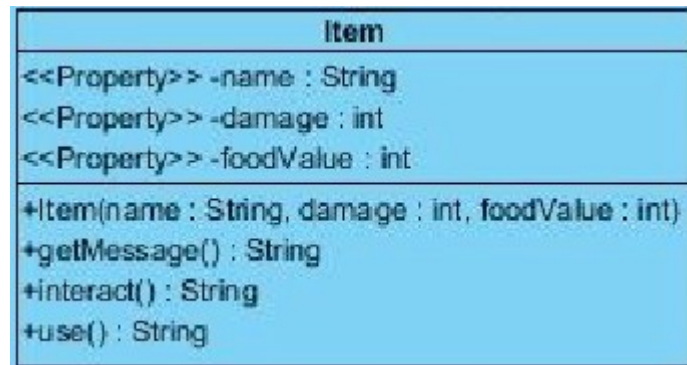 Item
<<Property>> -name : String
<<Property>> -damage : int
<<Property>> -foodValue : int
+Item(name : String, damage : int, foodValue : int)
+getMessage() : String
+interact() : String
+use() : String